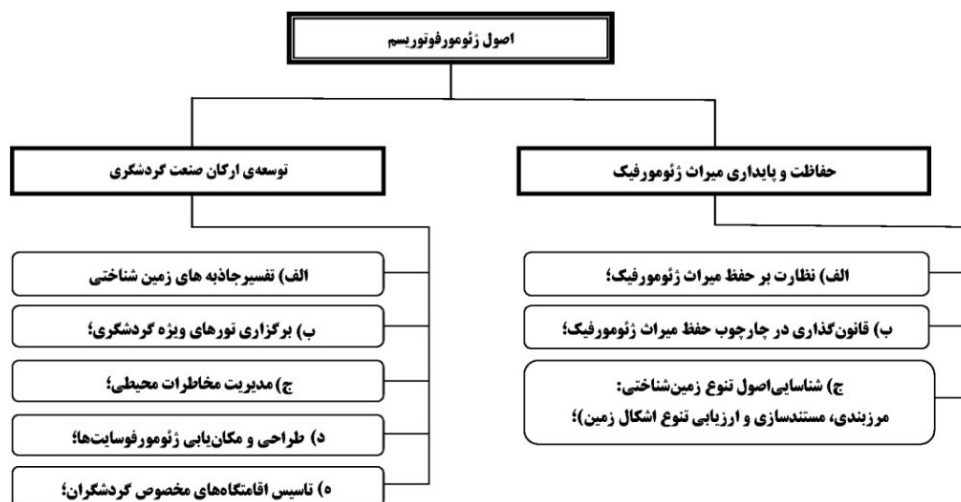 اصول ژئومورفوتوریسم
حفاظت و پایداری میراث ژئومورفیک
الف) نظارت بر حفظ میراث ژئومورفیک؛
ب) قانون‌گذاری در چارچوب حفظ میراث ژئومورفیک؛
ج) شناسایی اصول تنوع زمین‌شناختی:
مرزبندی، مستندسازی و ارزیابی تنوع اشکال زمین)؛
توسعه‌ی ارکان صنعت گردشگری
الف) تفسیرجاذبه های زمین شناختی
ب) برگزاری تورهای ویژه گردشگری؛
ج) مدیریت مخاطرات محیطی؛
د) طراحی و مکان‌یابی ژئومورفوسایت‌ها؛
ه) تاسیس اقامتگاه‌های مخصوص گردشگران؛